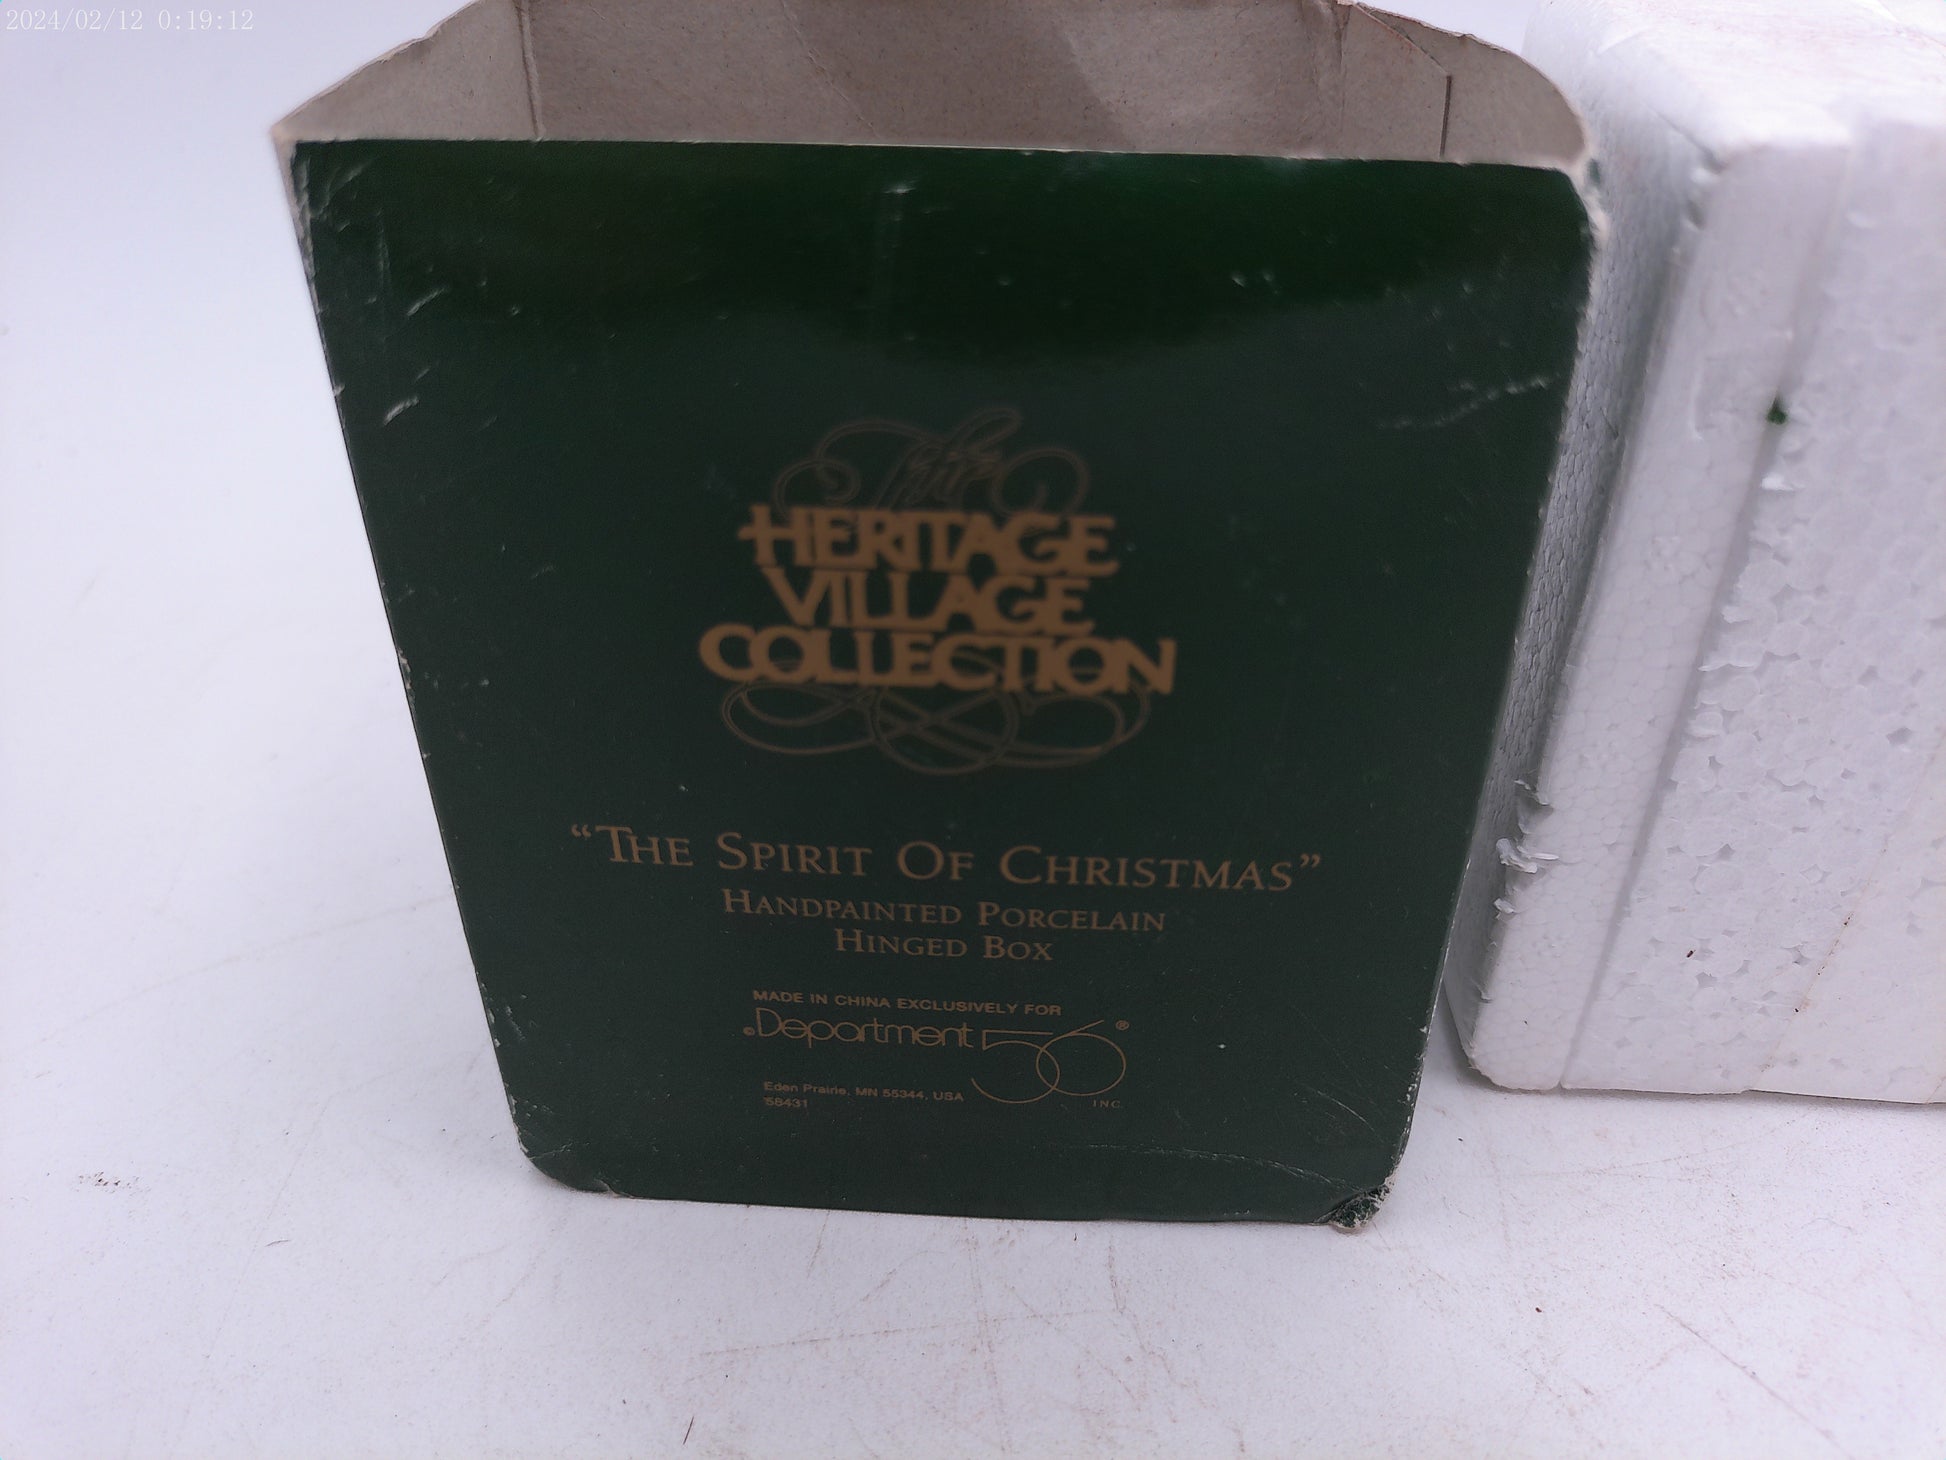 2024/02/12 0:19:12
The
HERITAGE
VILLAGE
COLLECTION
“THE SPIRIT OF CHRISTMAS”
HANDPAINTED PORCELAIN
HINGED BOX
MADE IN CHINA EXCLUSIVELY FOR
©Department 56®
INC.
Eden Prairie, MN 55344, USA
58431